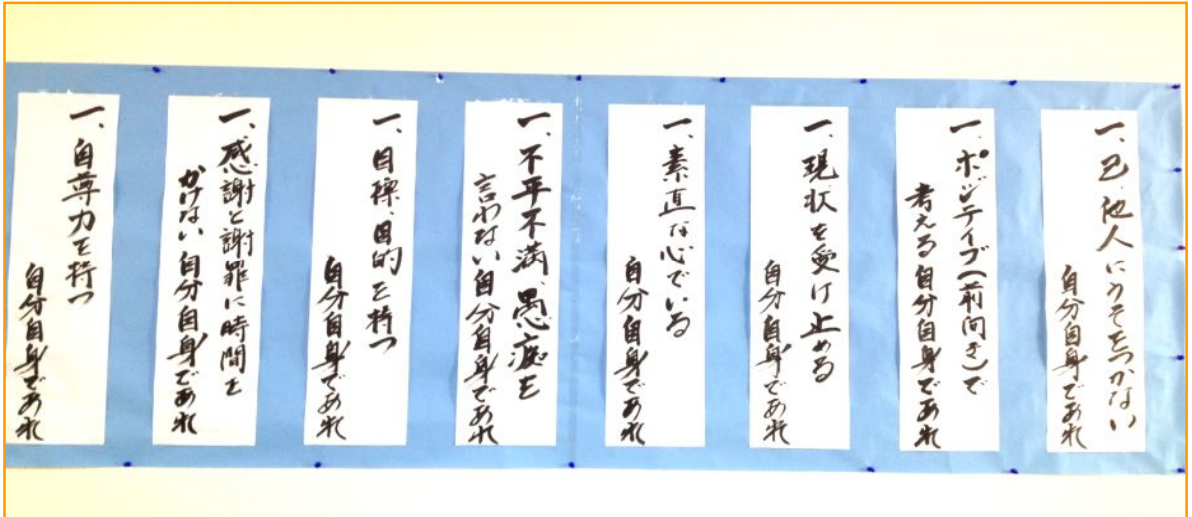 一、己、他人にうそをつかない
自分自身であれ
一、ポジティブ(前向き)で
考える自分自身であれ
一、現状を受け止める
自分自身であれ
一、素直な心でいる
自分自身であれ
一、不平不満、愚痴を
言わない自分自身であれ
一、目標、目的を持つ
自分自身であれ
一、感謝と謝罪に時間を
かけない自分自身であれ
一、自尊力を持つ
自分自身であれ